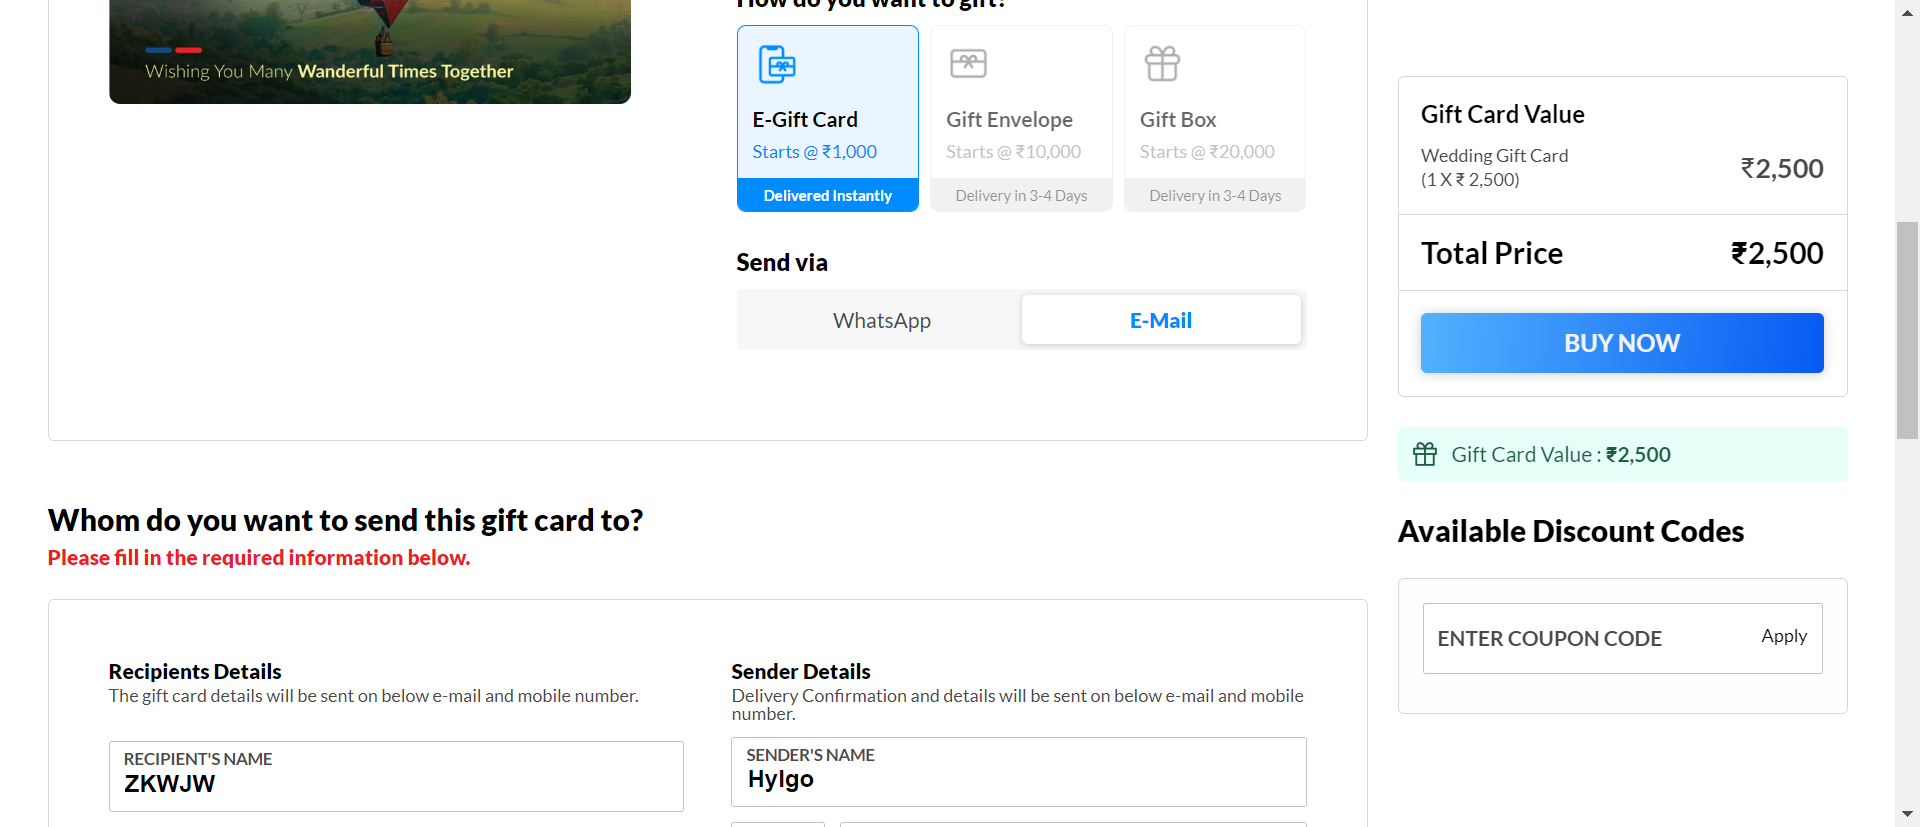 Wishing You Many Wanderful Times Together
How do you want to gift?
E-Gift Card
Starts @ ₹1,000
Delivered Instantly
Gift Envelope
Starts @ ₹10,000
Delivery in 3-4 Days
Gift Box
Starts @ ₹20,000
Delivery in 3-4 Days
Send via
WhatsApp
E-Mail
Whom do you want to send this gift card to?
Please fill in the required information below.
Recipients Details
The gift card details will be sent on below e-mail and mobile number.
RECIPIENT'S NAME
ZKWJW
Sender Details
Delivery Confirmation and details will be sent on below e-mail and mobile
number.
SENDER'S NAME
Hylgo
Gift Card Value
Wedding Gift Card
(1 X ₹ 2,500)
₹2,500
Total Price
₹2,500
BUY NOW
Gift Card Value : ₹2,500
Available Discount Codes
ENTER COUPON CODE
Apply